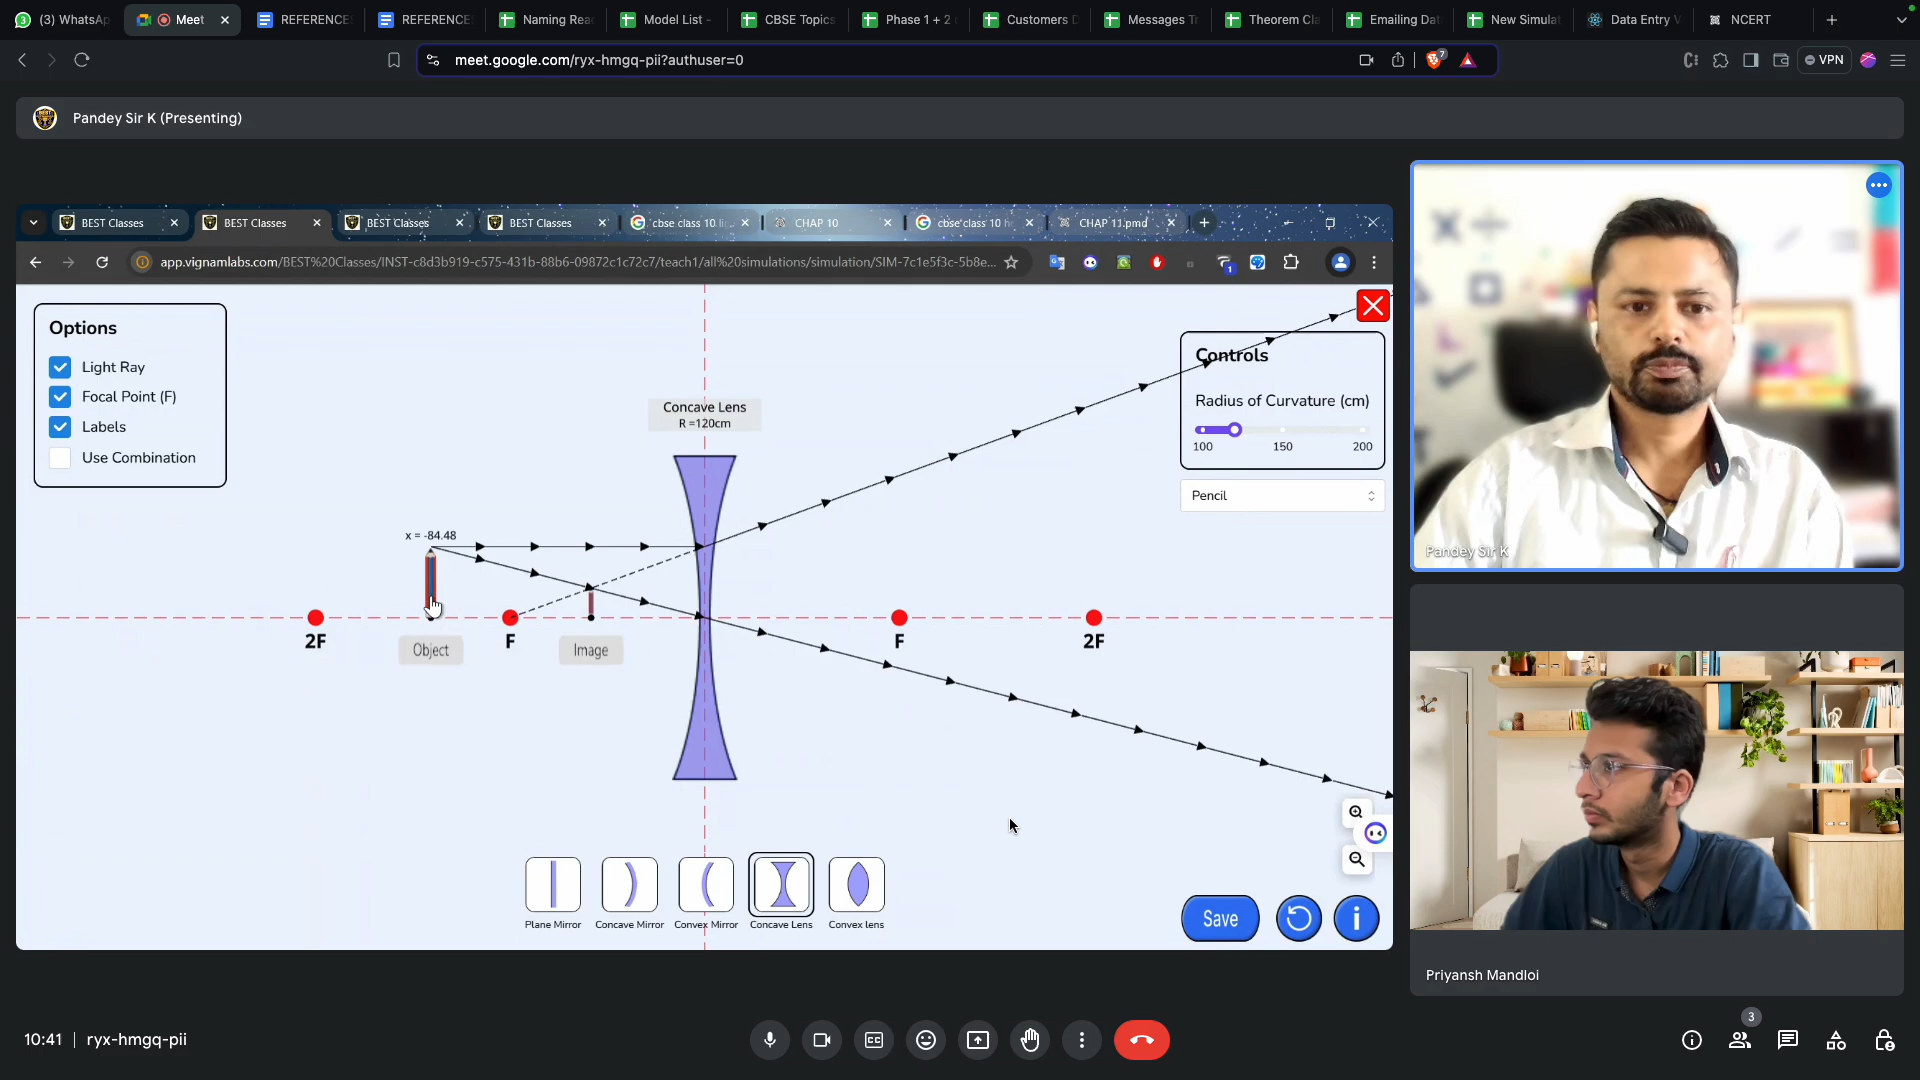 (3) WhatsAp
Meet
REFERENCE
REFERENCE
Naming Rea
Model List -
CBSE Topics
Phase 1 + 2
Customers D
Messages Ti
Theorem Cla
Emailing Dat
New Simulat
Data Entry V
NCERT
meet.google.com/ryx-hmgq-pii?authuser=0
7
VPN
Pandey Sir K (Presenting)
BEST Classes
BEST Classes
BEST Classes
BEST Classes
cbse class 10 lig
CHAP 10
cbse class 10 h
CHAP 11.pmd
app.vignamlabs.com/BEST%20Classes/INST-c8d3b919-c575-431b-88b6-09872c1c72c7/teach1/all%20simulations/simulation/SIM-7c1e5f3c-5b8e...
1
Options
Light Ray
Focal Point (F)
Labels
Use Combination
Controls
Radius of Curvature (cm)
100 150 200
Pencil
Concave Lens
R =120cm
x = -84.48
2F
Object
F
Image
F
2F
Plane Mirror
Concave Mirror
Convex Mirror
Concave Lens
Convex lens
Save
i
Pandey Sir K
Priyansh Mandloi
10:41 | ryx-hmgq-pii
CC
3